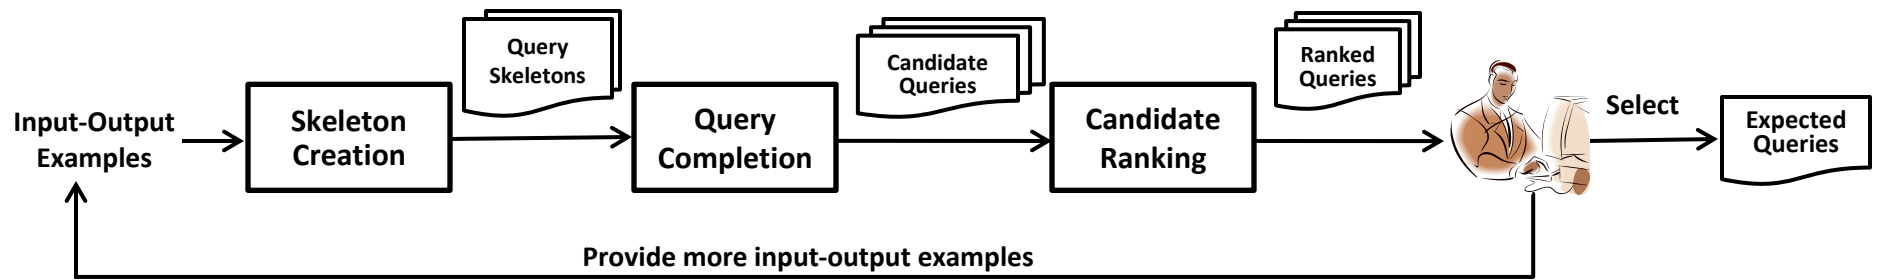 Input-Output
Examples
Skeleton
Creation
Query
Skeletons
Query
Completion
Candidate
Queries
Candidate
Ranking
Ranked
Queries
Select
Expected
Queries
Provide more input-output examples